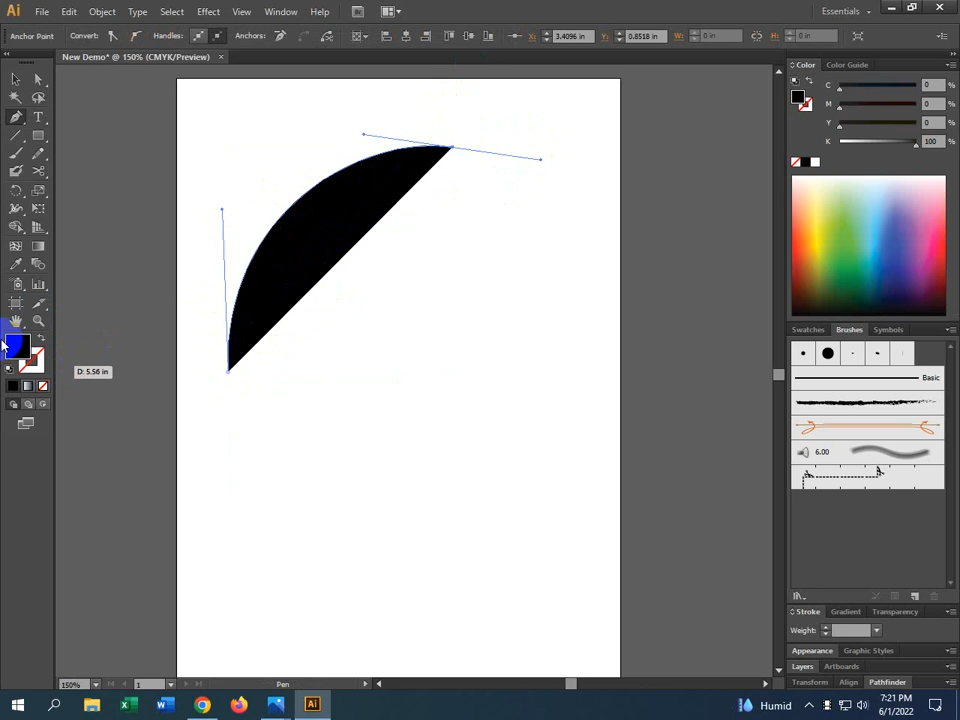 Ai File Edit Object Type Select Effect View Window Help Br Essentials
Anchor Point Convert: Handles: Anchors: X: 3.4096 in Y: 0.8518 in W: 0 in H: 0 in
New Demo* @ 150% (CMYK/Preview) ×
Color Color Guide
C 0 %
M 0 %
Y 0 %
K 100 %
T
D: 5.56 in
Swatches Brushes Symbols
Basic
6.00
Stroke Gradient Transparency
Weight:
Appearance Graphic Styles
Layers Artboards
Transform Align Pathfinder
150% 1 Pen
Humid 7:21 PM
6/1/2022